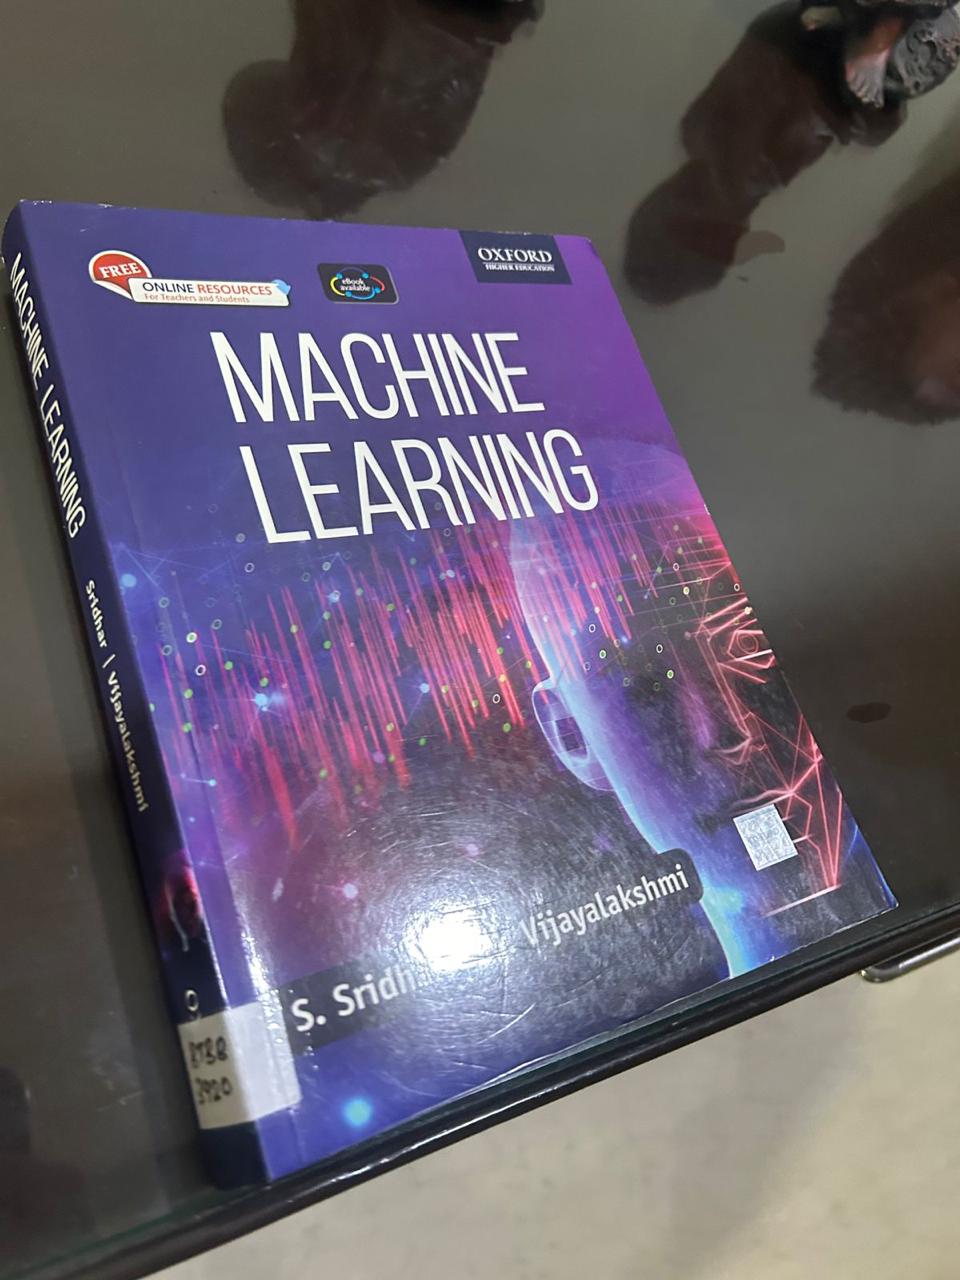 FREE
ONLINE RESOURCES
For Teachers and Students
eBook
available
OXFORD
HIGHER EDUCATION
MACHINE
LEARNING
S. Vijayalakshmi
MACHINE LEARNING
Sridhar | Vijayalakshmi
3920